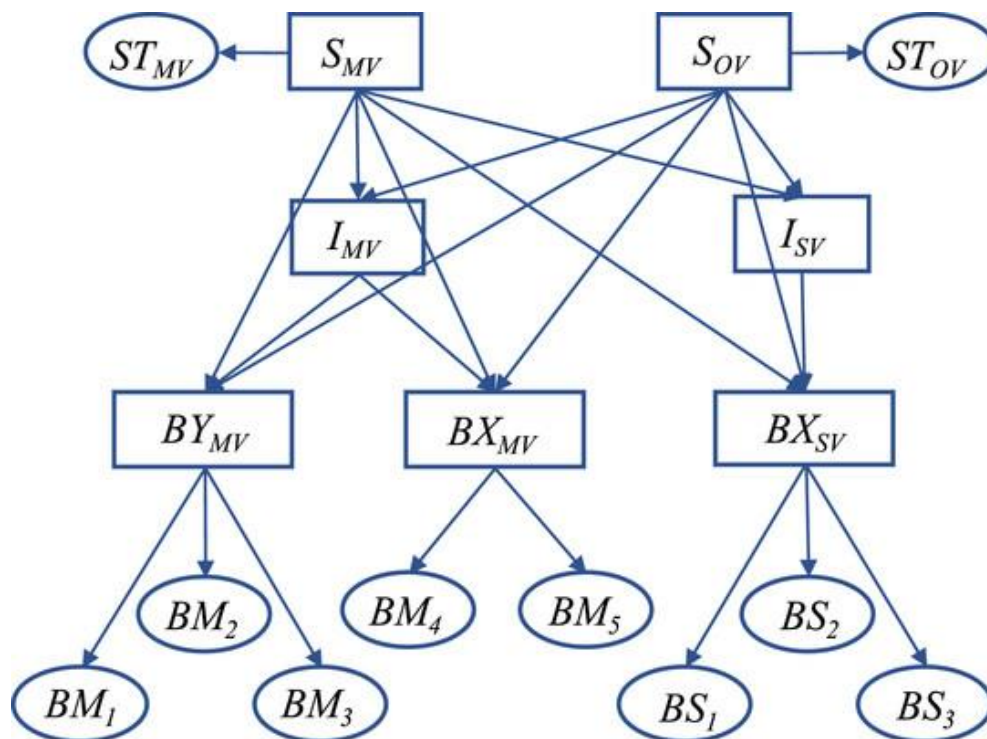 ST_MV S_MV S_OV ST_OV
I_MV I_SV
BY_MV BX_MV BX_SV
BM_2 BM_4 BM_5 BS_2
BM_1 BM_3 BS_1 BS_3